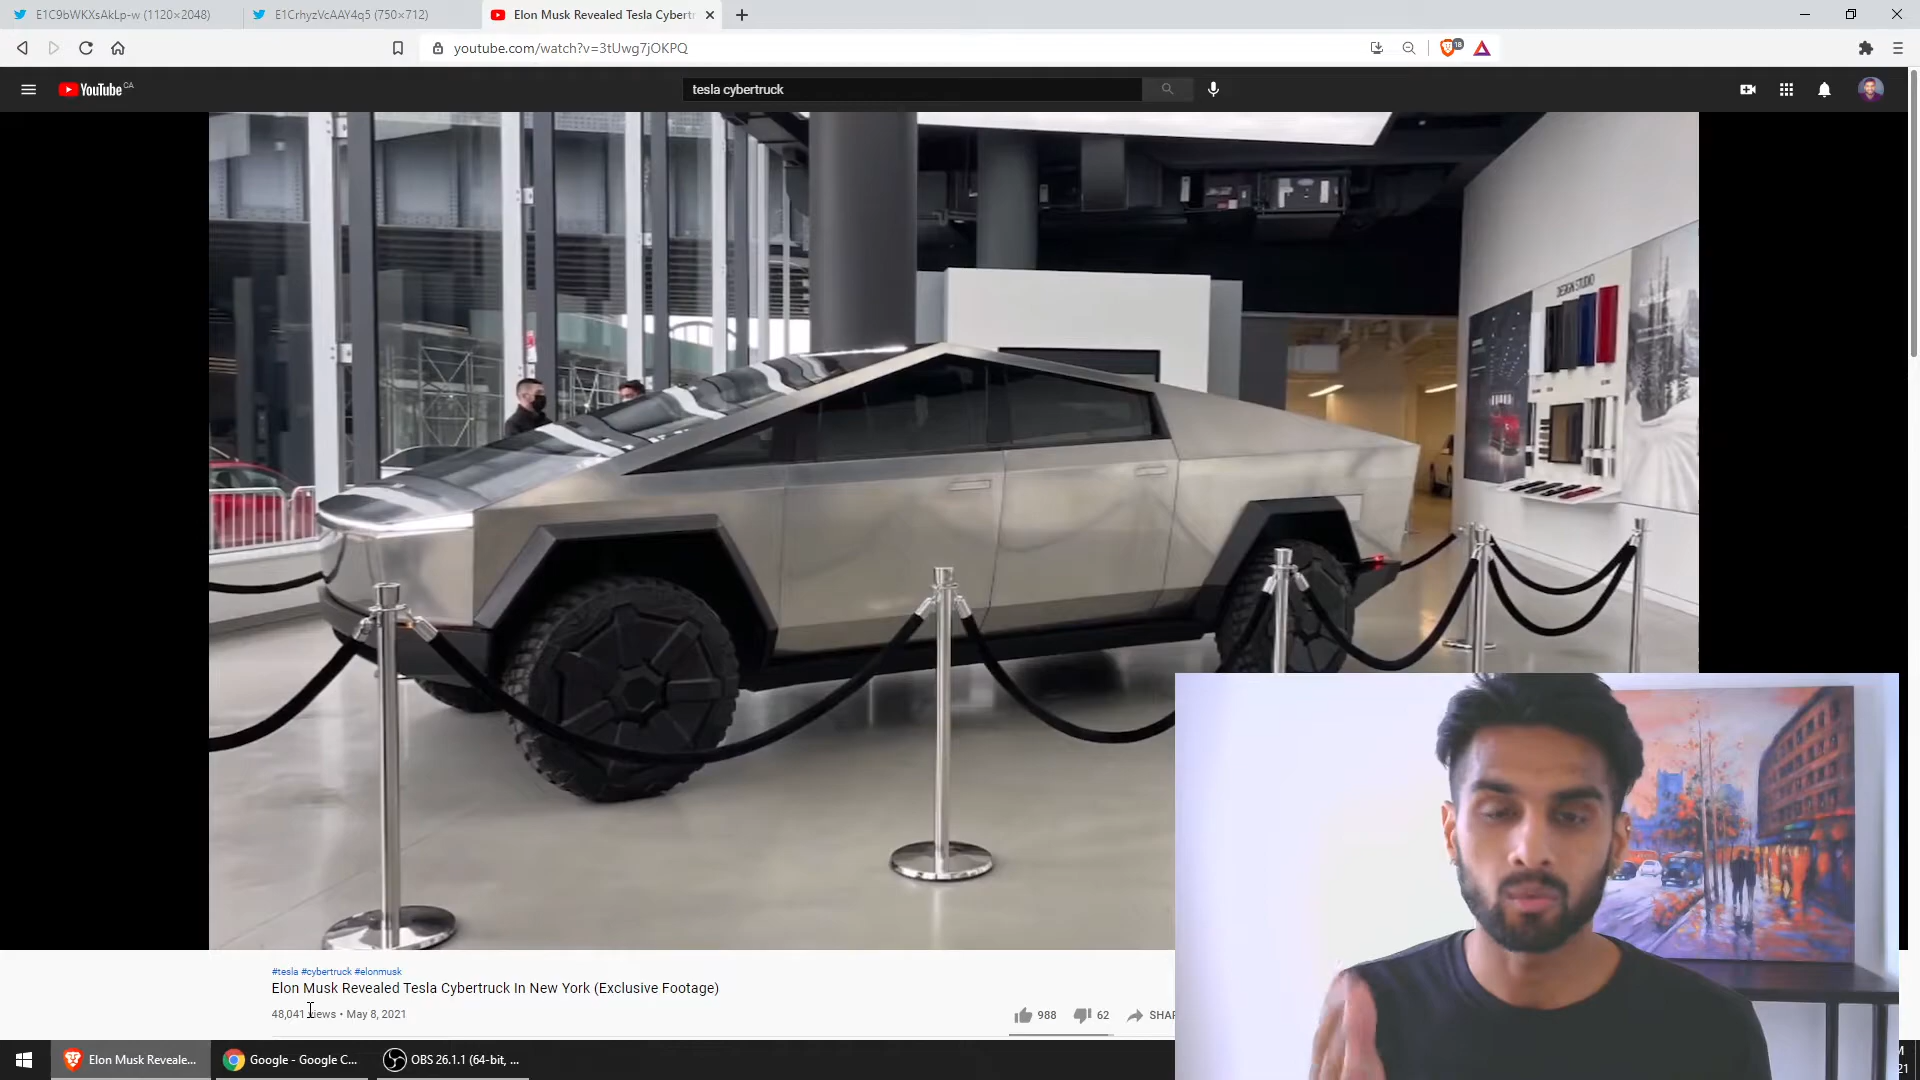 E1C9bWKXsAkLp-w (1120×2048)
E1CrhyzVcAAY4q5 (750×712)
Elon Musk Revealed Tesla Cybertr
youtube.com/watch?v=3tUwg7jOKPQ
18
YouTube CA
tesla cybertruck
DESIGN STUDIO
#tesla #cybertruck #elonmusk
Elon Musk Revealed Tesla Cybertruck In New York (Exclusive Footage)
48,041 views • May 8, 2021
988
62
SHAR
Elon Musk Reveale...
Google - Google C...
OBS 26.1.1 (64-bit, ...